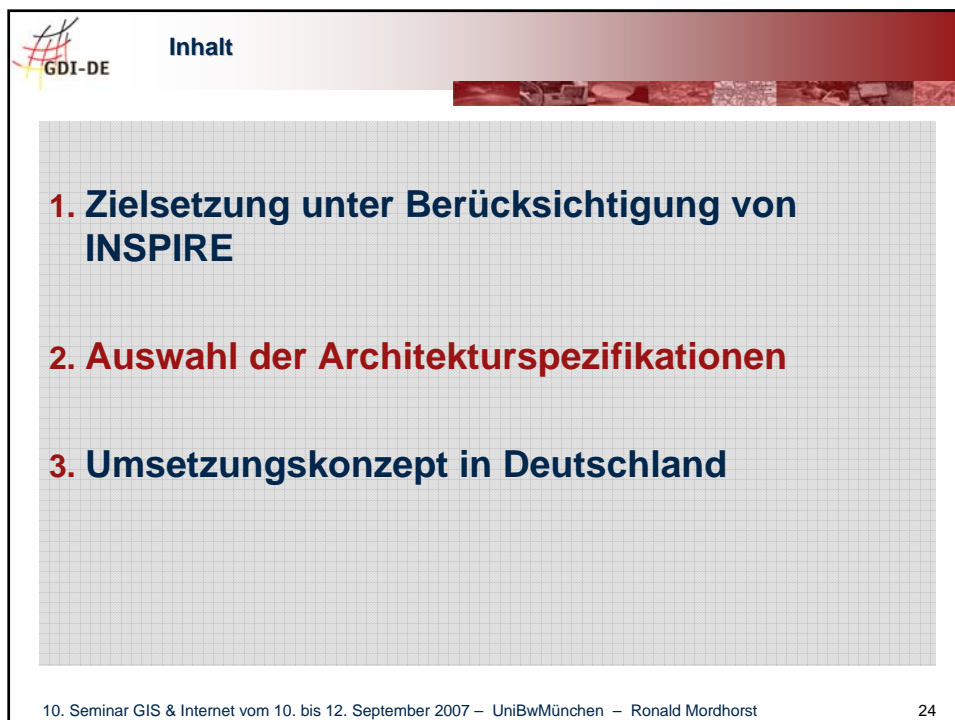 GDI-DE
Inhalt
1. Zielsetzung unter Berücksichtigung von
INSPIRE
2. Auswahl der Architekturspezifikationen
3. Umsetzungskonzept in Deutschland
10. Seminar GIS & Internet vom 10. bis 12. September 2007 – UniBwMünchen – Ronald Mordhorst 24